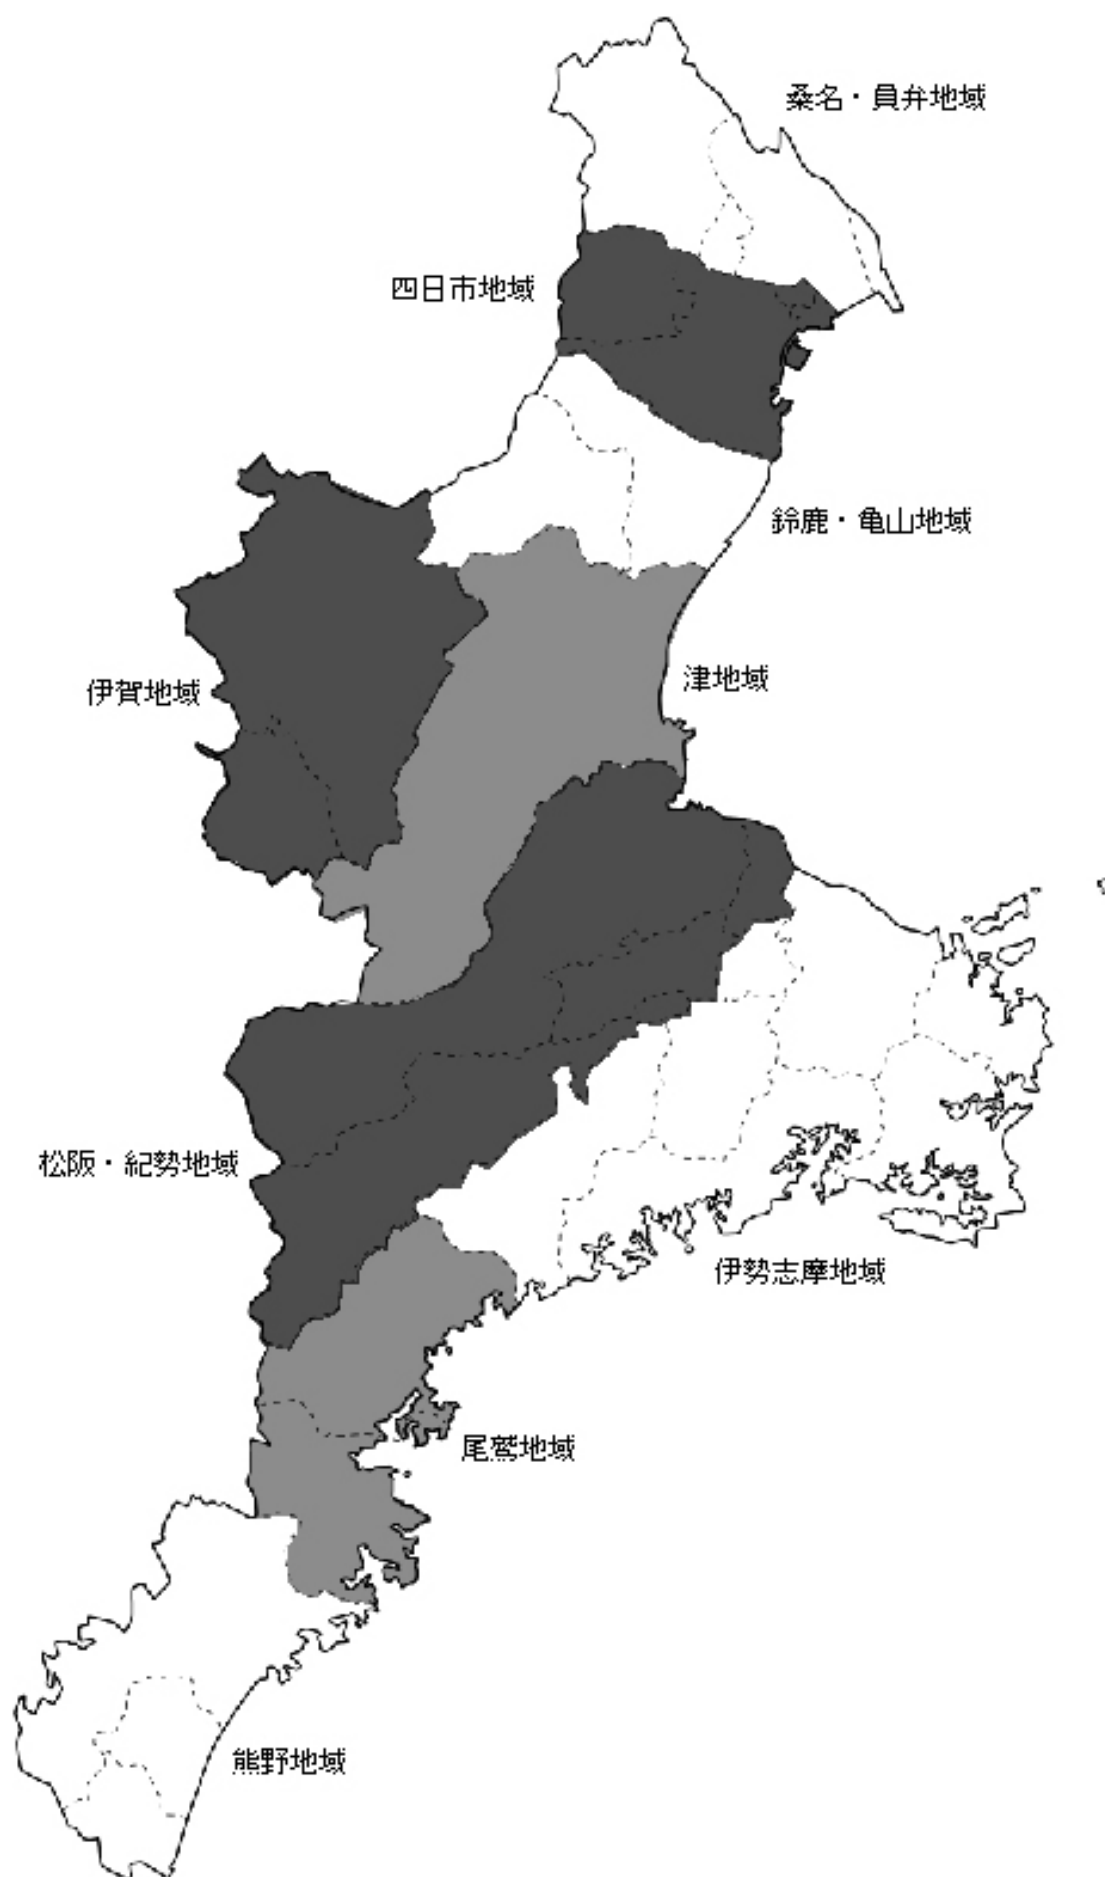 桑名・員弁地域
四日市地域
鈴鹿・亀山地域
津地域
伊賀地域
松阪・紀勢地域
伊勢志摩地域
尾鷲地域
熊野地域